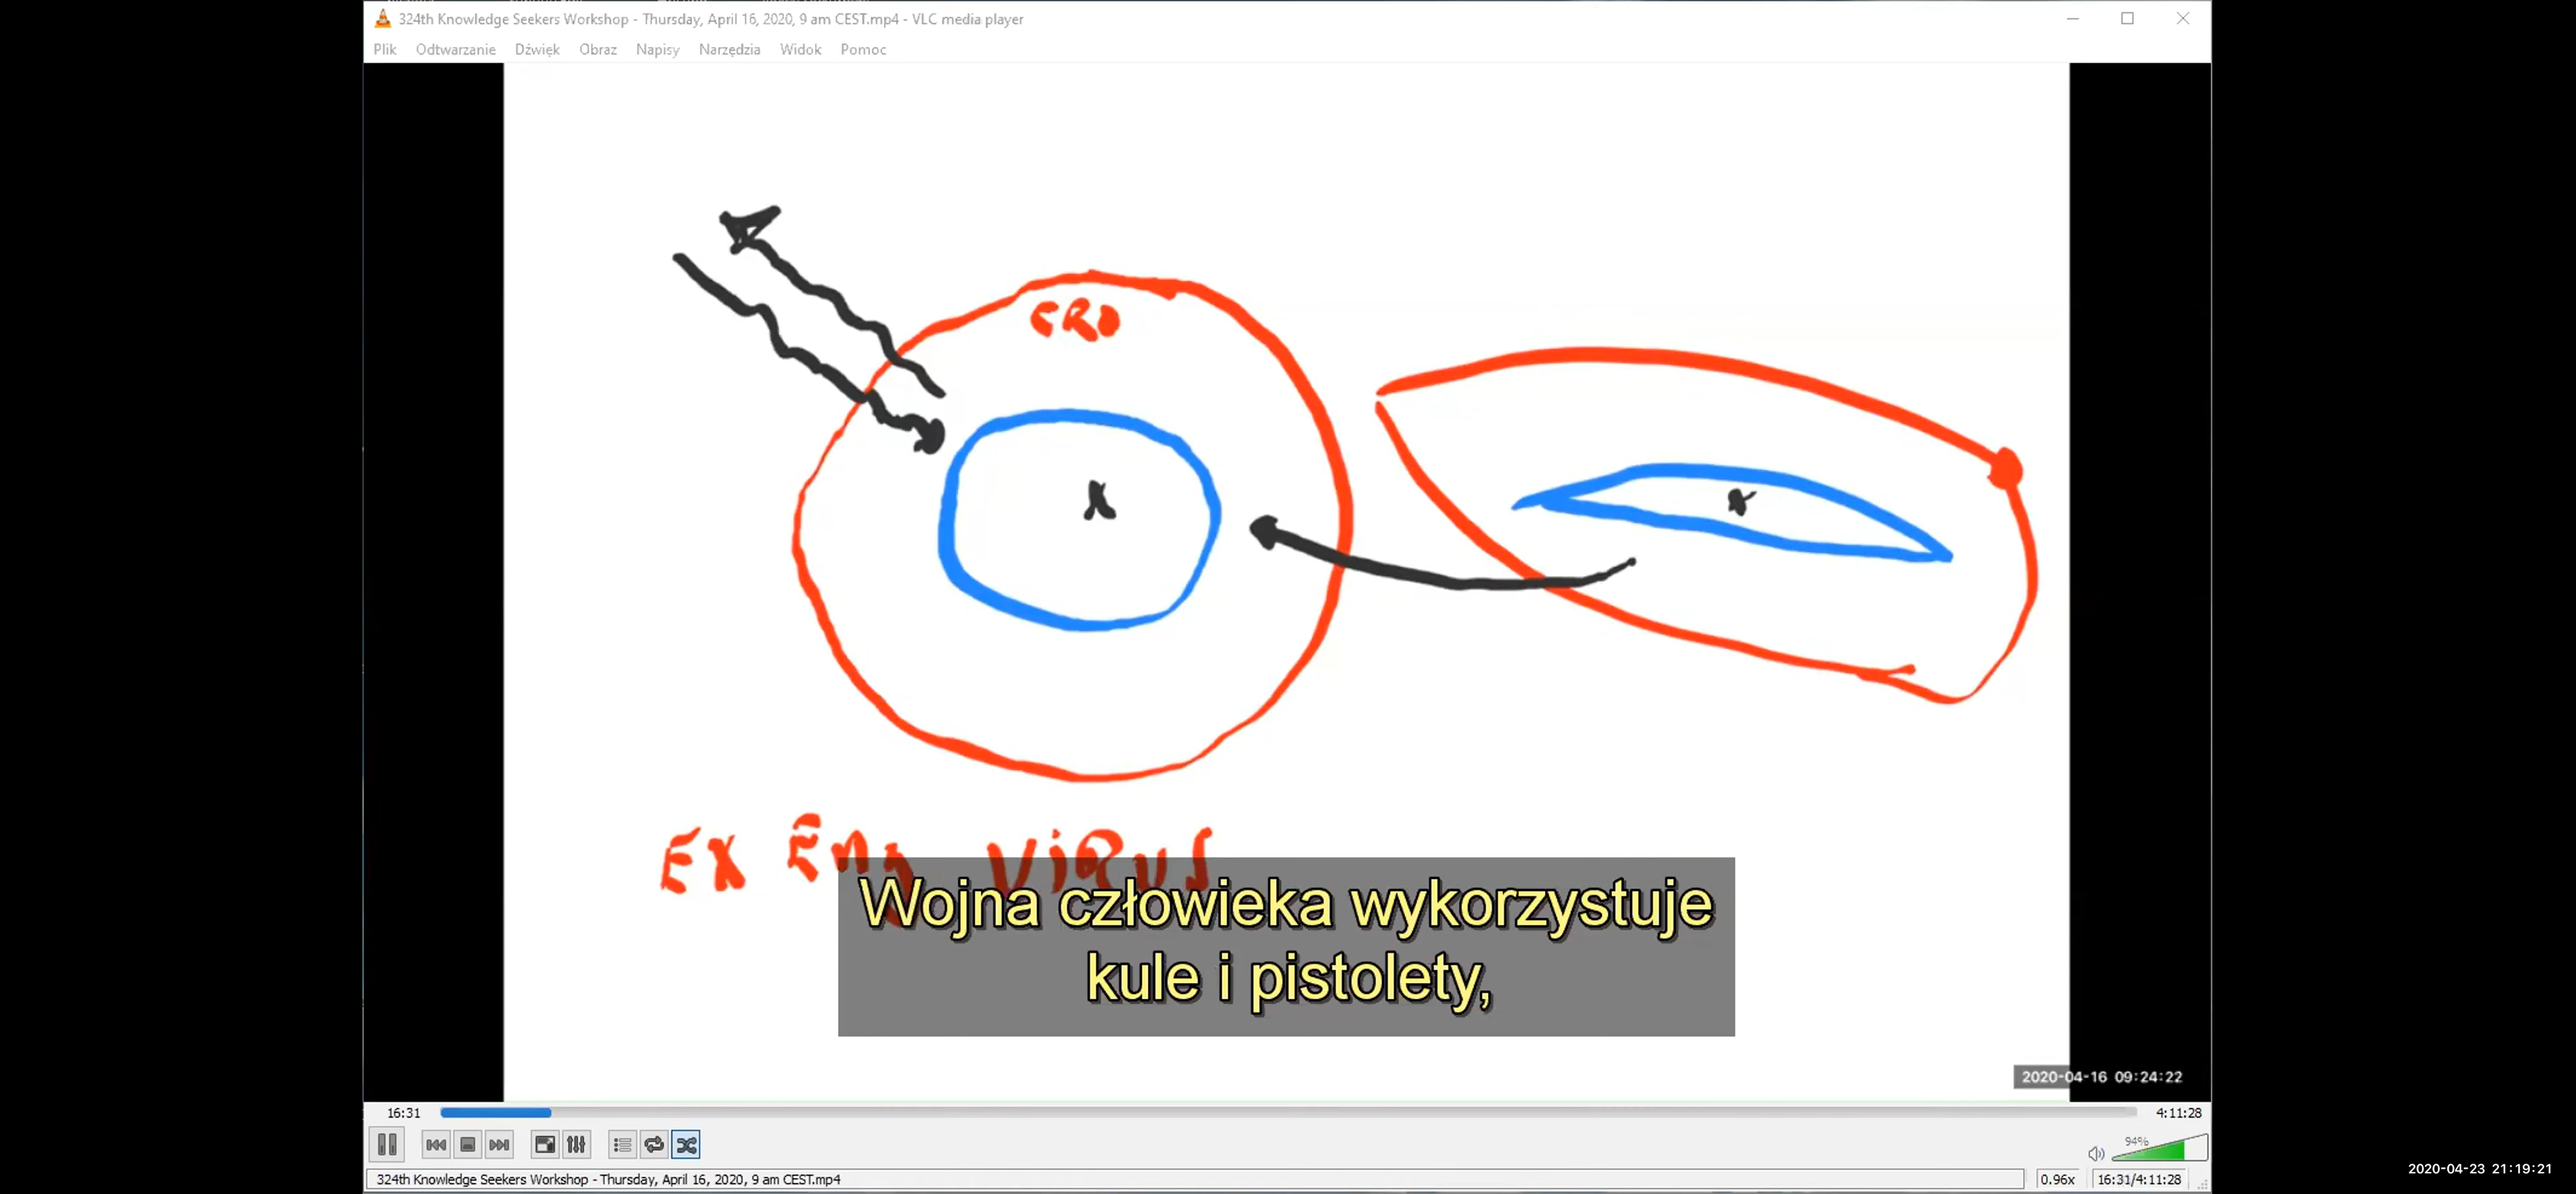 324th Knowledge Seekers Workshop - Thursday, April 16, 2020, 9 am CEST.mp4 - VLC media player
Plik Odtwarzanie Dźwięk Obraz Napisy Narzędzia Widok Pomoc
X
x
EX Eng ViRUS
Wojna człowieka wykorzystuje
kule i pistolety,
2020-04-16 09:24:22
16:31
4:11:28
94%
324th Knowledge Seekers Workshop - Thursday, April 16, 2020, 9 am CEST.mp4
0.96x
16:31/4:11:28
2020-04-23 21:19:21